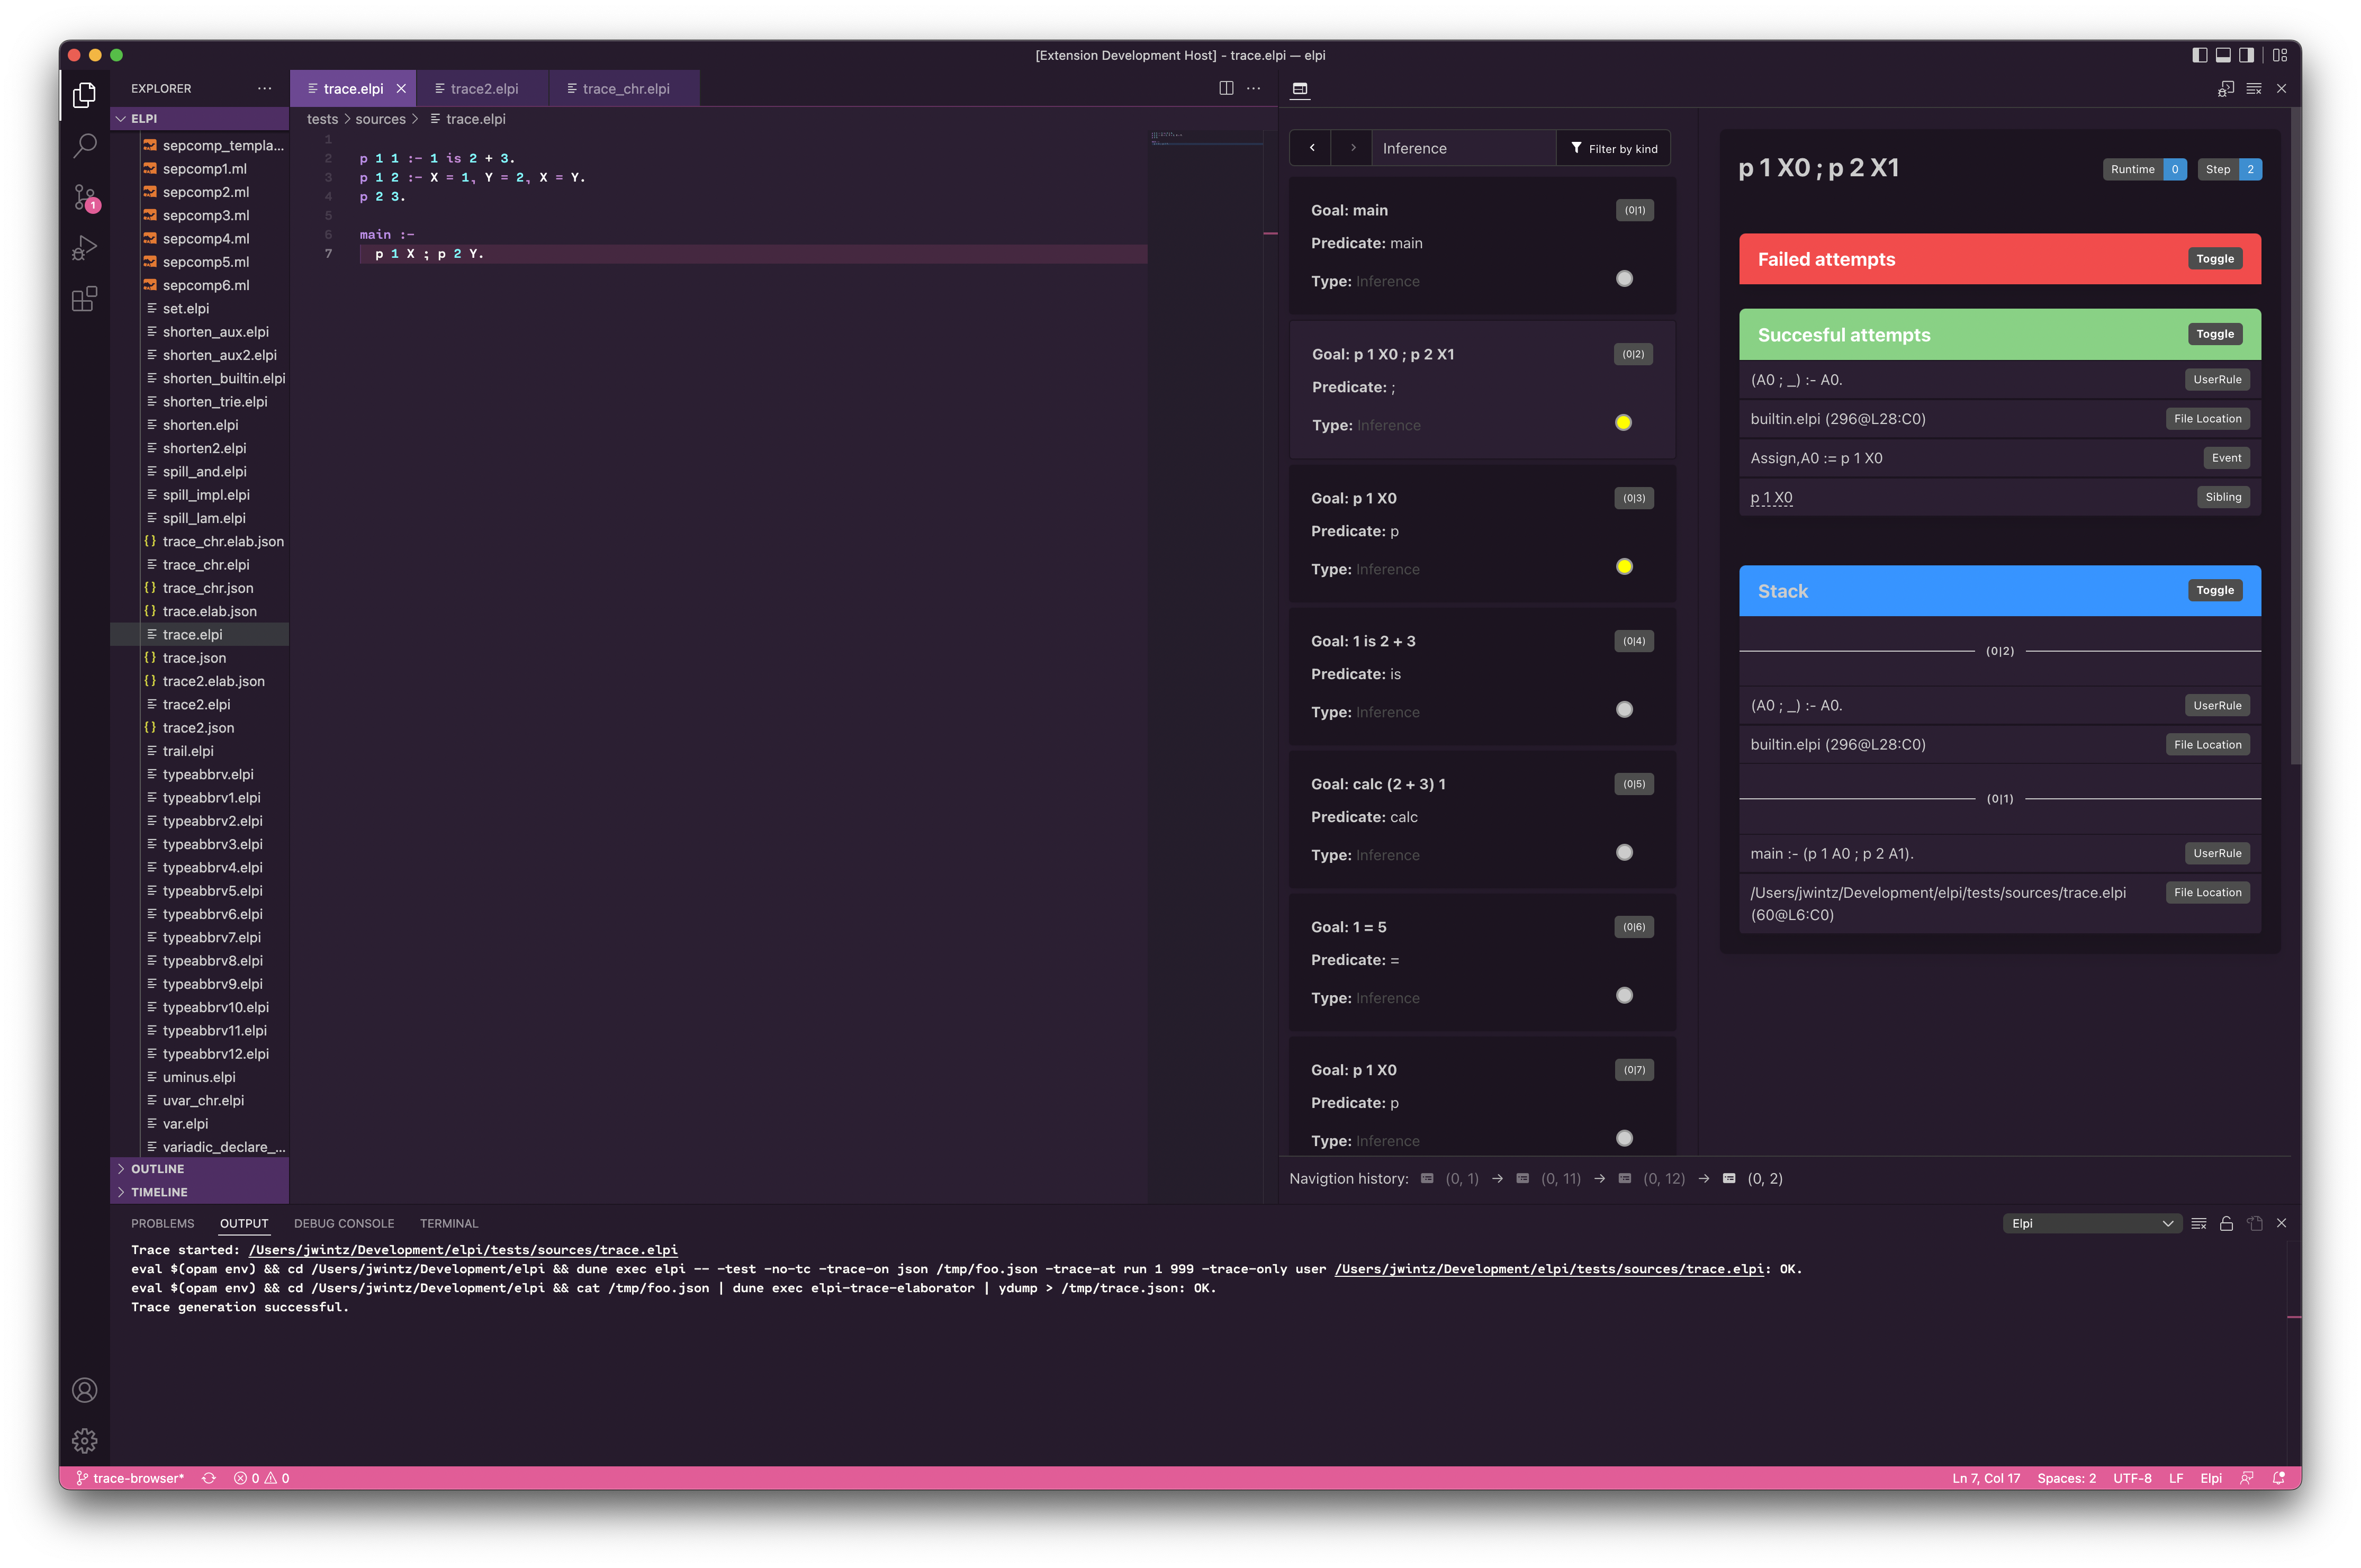 [Extension Development Host] - trace.elpi — elpi
EXPLORER
ELPI
sepcomp_templa...
sepcomp1.ml
sepcomp2.ml
sepcomp3.ml
sepcomp4.ml
sepcomp5.ml
sepcomp6.ml
set.elpi
shorten_aux.elpi
shorten_aux2.elpi
shorten_builtin.elpi
shorten_trie.elpi
shorten.elpi
shorten2.elpi
spill_and.elpi
spill_impl.elpi
spill_lam.elpi
trace_chr.elab.json
trace_chr.elpi
trace_chr.json
trace.elab.json
trace.elpi
trace.json
trace2.elab.json
trace2.elpi
trace2.json
trail.elpi
typeabbrv.elpi
typeabbrv1.elpi
typeabbrv2.elpi
typeabbrv3.elpi
typeabbrv4.elpi
typeabbrv5.elpi
typeabbrv6.elpi
typeabbrv7.elpi
typeabbrv8.elpi
typeabbrv9.elpi
typeabbrv10.elpi
typeabbrv11.elpi
typeabbrv12.elpi
uminus.elpi
uvar_chr.elpi
var.elpi
variadic_declare_...
OUTLINE
TIMELINE
1
trace.elpi trace2.elpi trace_chr.elpi
tests > sources > trace.elpi
1
2 p 1 1 :- 1 is 2 + 3.
3 p 1 2 :- X = 1, Y = 2, X = Y.
4 p 2 3.
5
6 main :-
7 p 1 X ; p 2 Y.
Inference Filter by kind
Goal: main (0|1)
Predicate: main
Type: Inference
Goal: p 1 X0 ; p 2 X1 (0|2)
Predicate: ;
Type: Inference
Goal: p 1 X0 (0|3)
Predicate: p
Type: Inference
Goal: 1 is 2 + 3 (0|4)
Predicate: is
Type: Inference
Goal: calc (2 + 3) 1 (0|5)
Predicate: calc
Type: Inference
Goal: 1 = 5 (0|6)
Predicate: =
Type: Inference
Goal: p 1 X0 (0|7)
Predicate: p
Type: Inference
p 1 X0 ; p 2 X1 Runtime 0 Step 2
Failed attempts Toggle
Succesful attempts Toggle
(A0 ; _) :- A0. UserRule
builtin.elpi (296@L28:C0) File Location
Assign,A0 := p 1 X0 Event
p 1 X0 Sibling
Stack Toggle
(0|2)
(A0 ; _) :- A0. UserRule
builtin.elpi (296@L28:C0) File Location
(0|1)
main :- (p 1 A0 ; p 2 A1). UserRule
/Users/jwintz/Development/elpi/tests/sources/trace.elpi File Location
(60@L6:C0)
Navigtion history: (0, 1) → (0, 11) → (0, 12) → (0, 2)
PROBLEMS OUTPUT DEBUG CONSOLE TERMINAL Elpi
Trace started: /Users/jwintz/Development/elpi/tests/sources/trace.elpi
eval $(opam env) && cd /Users/jwintz/Development/elpi && dune exec elpi -- -test -no-tc -trace-on json /tmp/foo.json -trace-at run 1 999 -trace-only user /Users/jwintz/Development/elpi/tests/sources/trace.elpi: OK.
eval $(opam env) && cd /Users/jwintz/Development/elpi && cat /tmp/foo.json | dune exec elpi-trace-elaborator | ydump > /tmp/trace.json: OK.
Trace generation successful.
trace-browser* 0 0 Ln 7, Col 17 Spaces: 2 UTF-8 LF Elpi